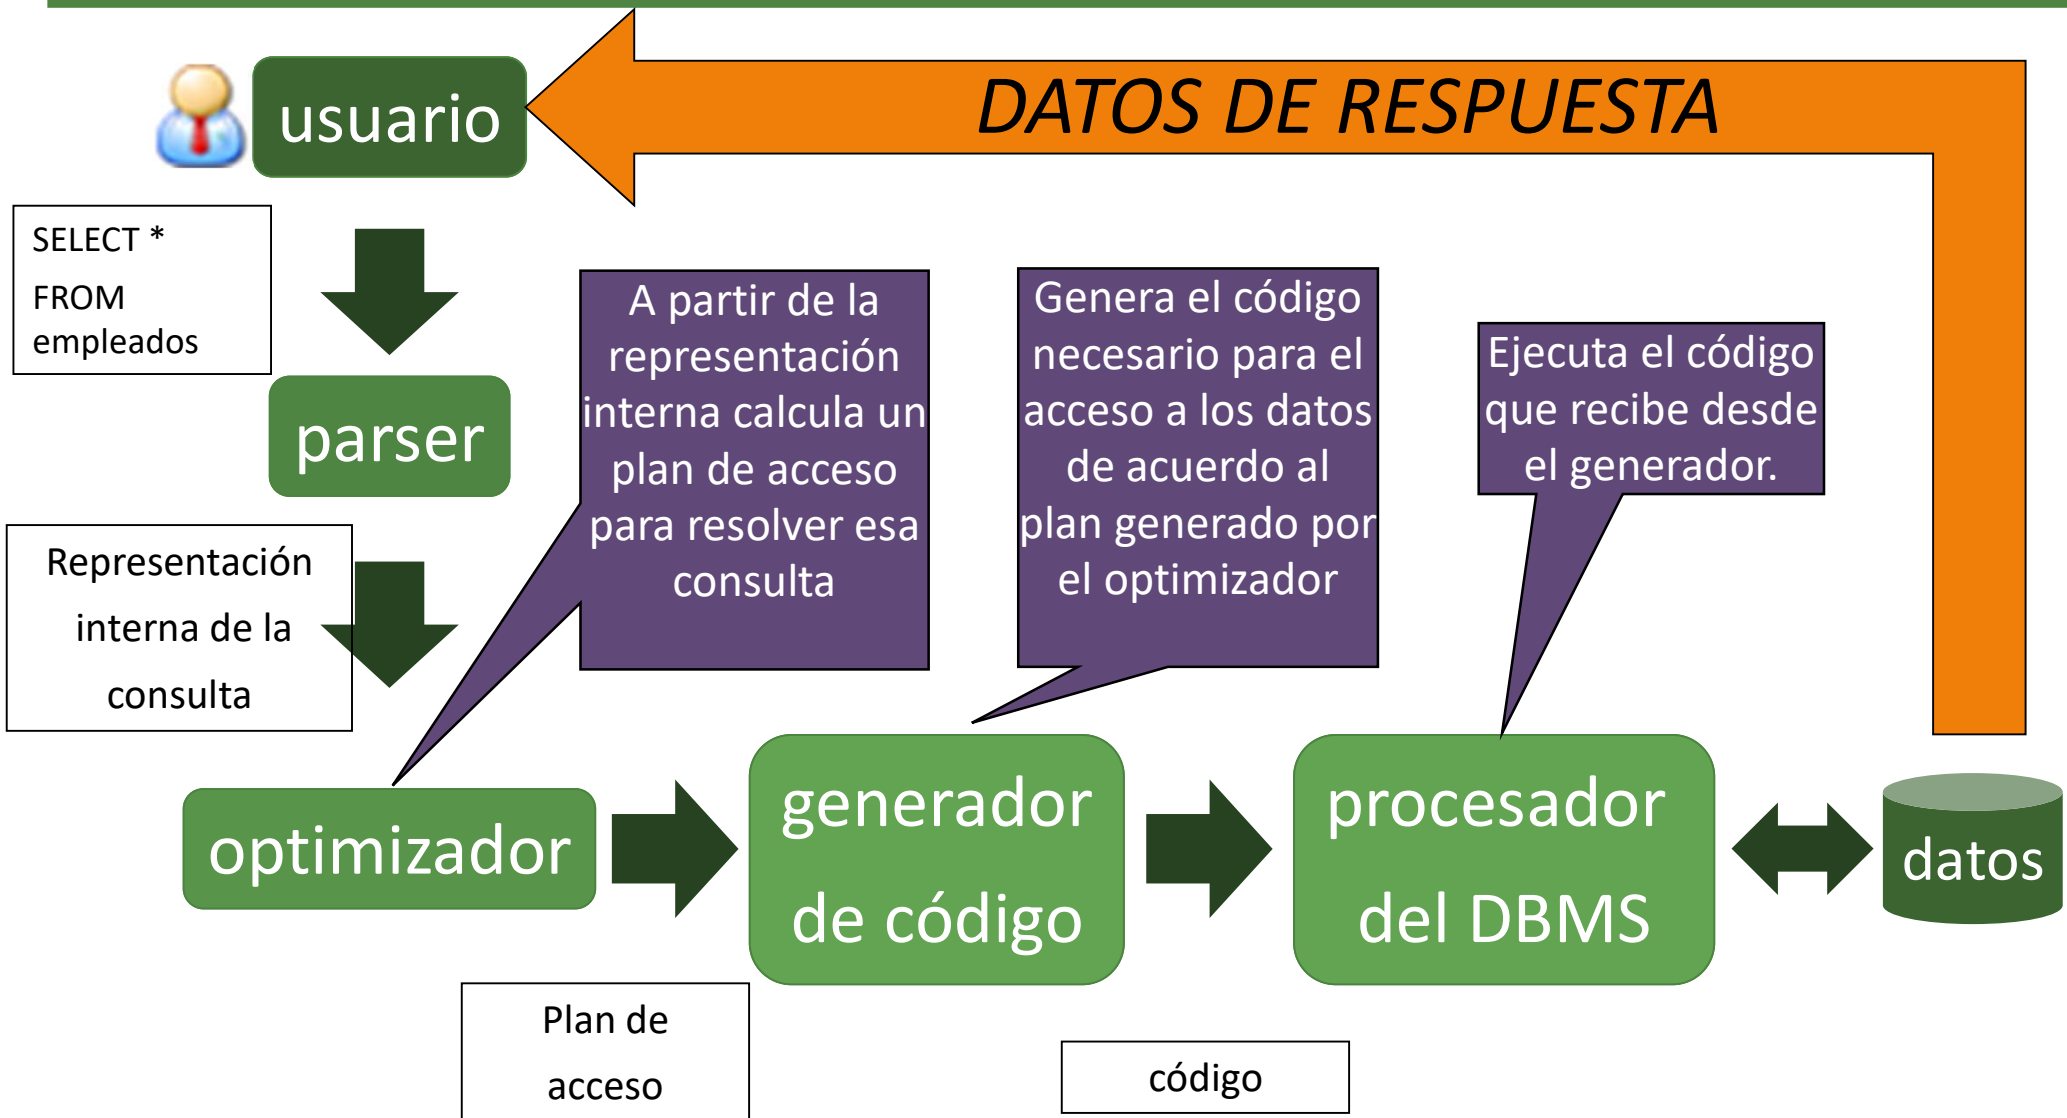 usuario
DATOS DE RESPUESTA
SELECT *
FROM
empleados
parser
A partir de la
representación
interna calcula un
plan de acceso
para resolver esa
consulta
Genera el código
necesario para el
acceso a los datos
de acuerdo al
plan generado por
el optimizador
Ejecuta el código
que recibe desde
el generador.
Representación
interna de la
consulta
optimizador
generador
de código
procesador
del DBMS
datos
Plan de
acceso
código